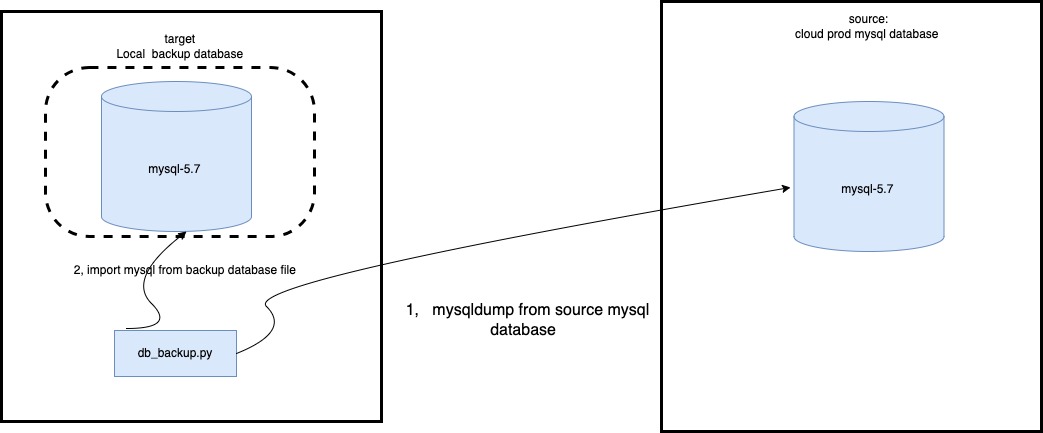 target
Local backup database
mysql-5.7
2, import mysql from backup database file
db_backup.py
1, mysqldump from source mysql
database
source:
cloud prod mysql database
mysql-5.7